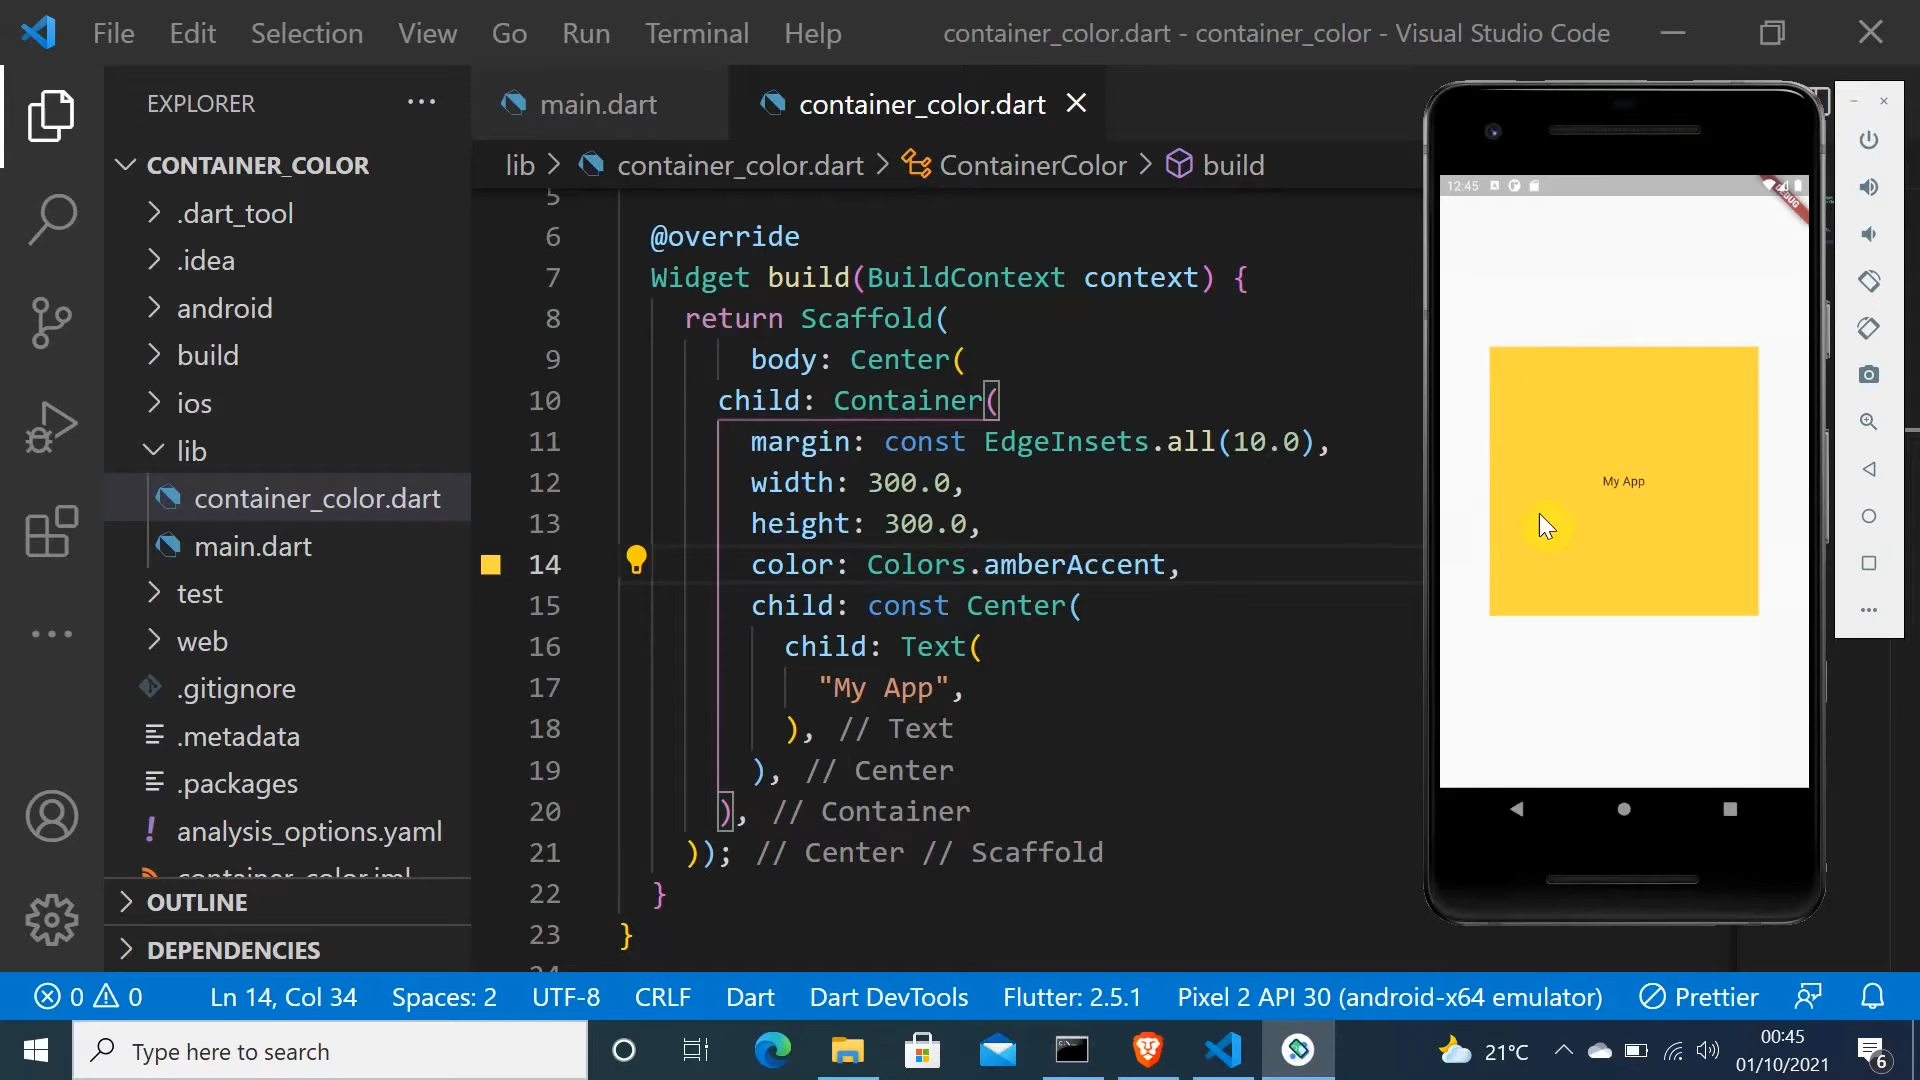 File Edit Selection View Go Run Terminal Help container_color.dart - container_color - Visual Studio Code
EXPLORER
main.dart container_color.dart
CONTAINER_COLOR
lib container_color.dart ContainerColor build
.dart_tool
.idea
android
build
ios
lib
container_color.dart
main.dart
test
web
.gitignore
.metadata
.packages
analysis_options.yaml
container_color.iml
OUTLINE
DEPENDENCIES
5
6 @override
7 Widget build(BuildContext context) {
8 return Scaffold(
9 body: Center(
10 child: Container(
11 margin: const EdgeInsets.all(10.0),
12 width: 300.0,
13 height: 300.0,
14 color: Colors.amberAccent,
15 child: const Center(
16 child: Text(
17 "My App",
18 ), // Text
19 ), // Center
20 ), // Container
21 )); // Center // Scaffold
22 }
23 }
24
12:45
DEBUG
My App
0 0 Ln 14, Col 34 Spaces: 2 UTF-8 CRLF Dart Dart DevTools Flutter: 2.5.1 Pixel 2 API 30 (android-x64 emulator) Prettier
Type here to search
21°C
00:45
01/10/2021
6